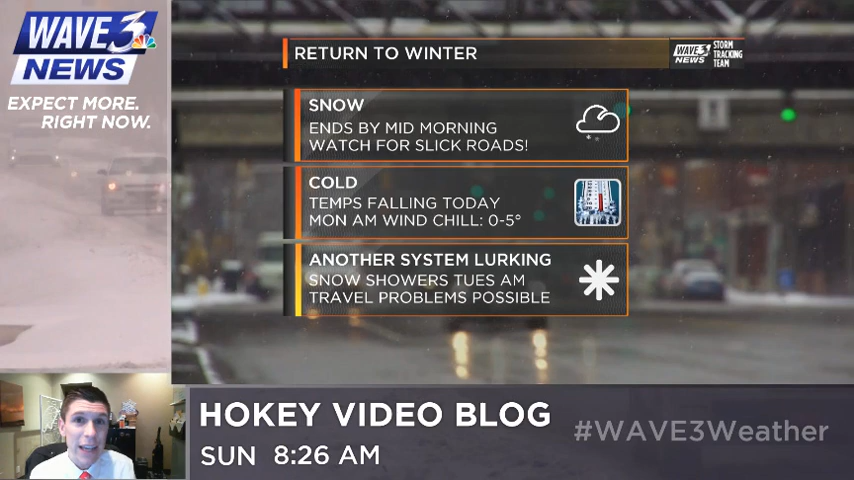 WAVE 3
NEWS
EXPECT MORE.
RIGHT NOW.
RETURN TO WINTER
WAVE 3
NEWS
STORM
TRACKING
TEAM
SNOW
ENDS BY MID MORNING
WATCH FOR SLICK ROADS!
COLD
TEMPS FALLING TODAY
MON AM WIND CHILL: 0-5°
ANOTHER SYSTEM LURKING
SNOW SHOWERS TUES AM
TRAVEL PROBLEMS POSSIBLE
HOKEY VIDEO BLOG
SUN 8:26 AM
#WAVE3Weather